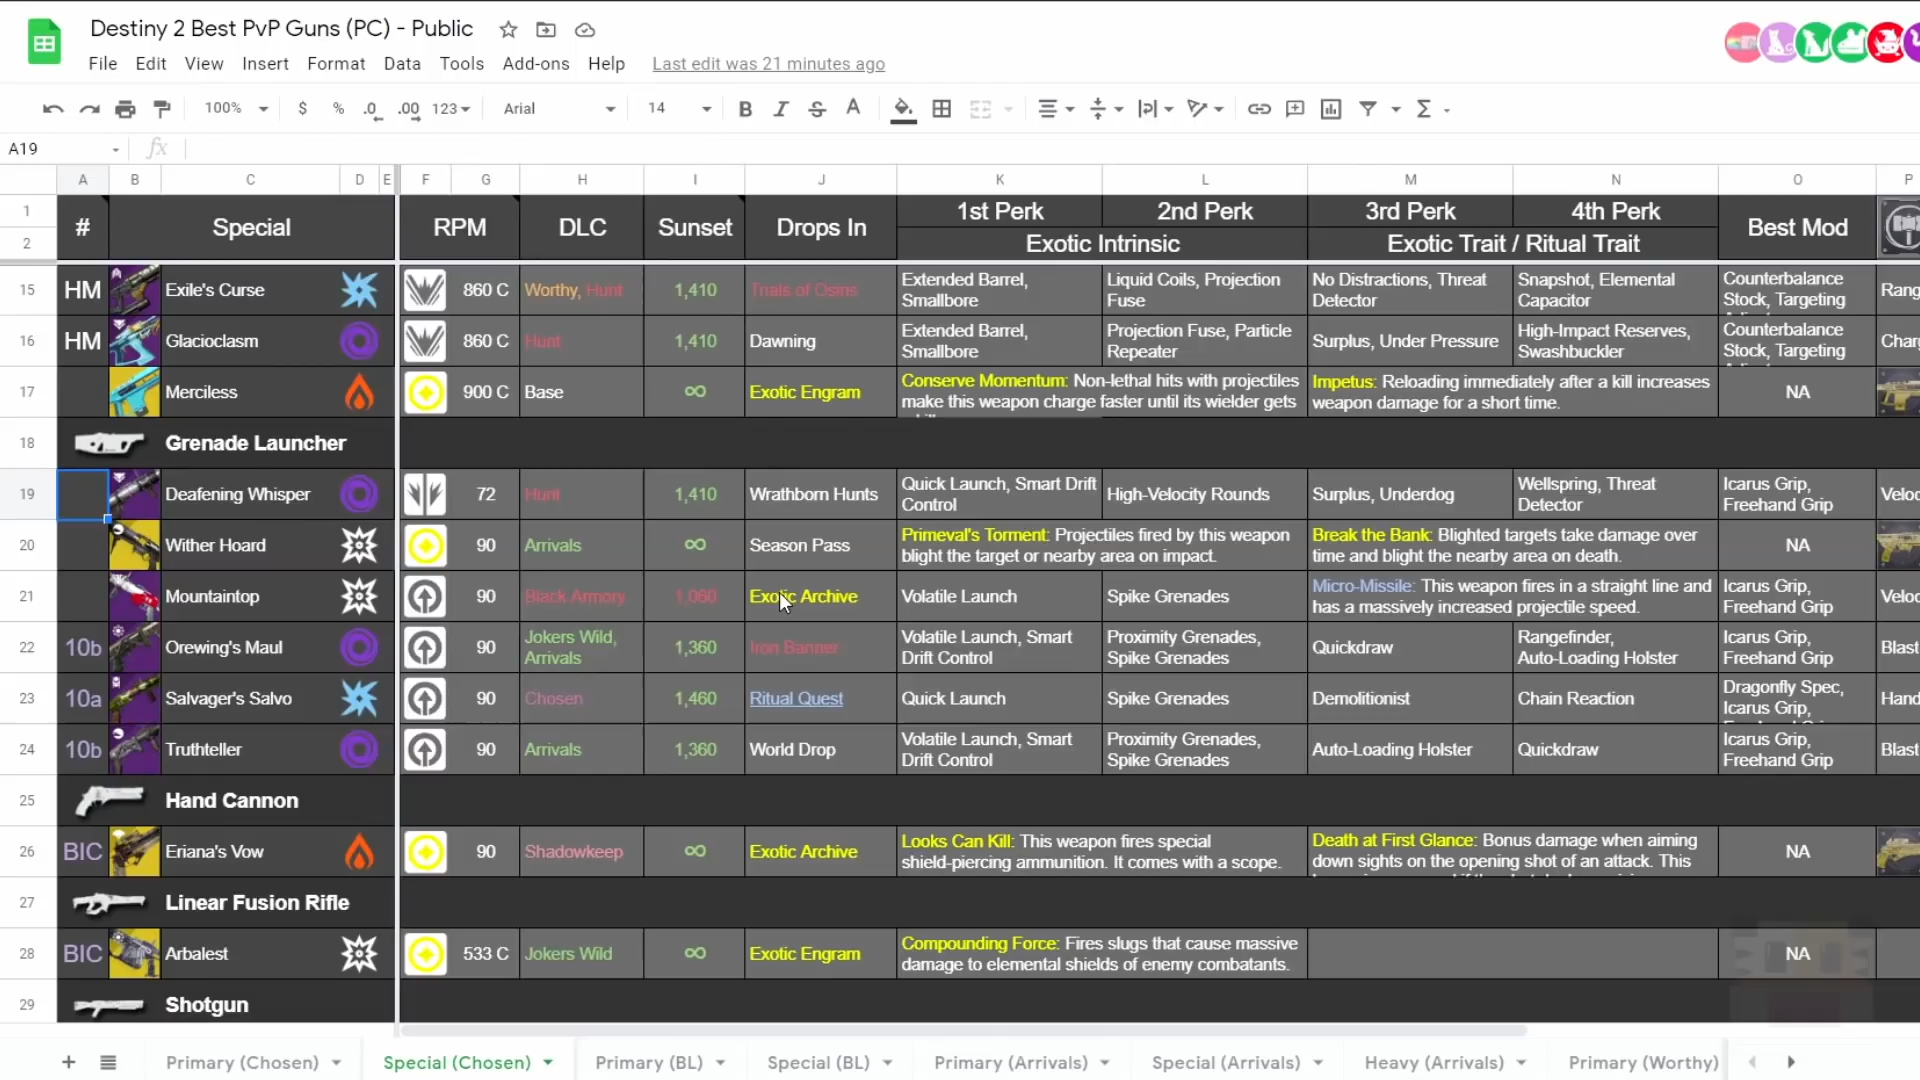 Destiny 2 Best PvP Guns (PC) - Public
File Edit View Insert Format Data Tools Add-ons Help Last edit was 21 minutes ago
100% $ % .0 .00 123 Arial 14 B I S A Σ
A19 fx
A B C D E F G H I J K L M N O P
1 # Special RPM DLC Sunset Drops In 1st Perk 2nd Perk 3rd Perk 4th Perk Best Mod
2 Exotic Intrinsic Exotic Trait / Ritual Trait
15 HM Exile's Curse 860 C Worthy, Hunt 1,410 Trials of Osiris Extended Barrel, Liquid Coils, Projection No Distractions, Threat Snapshot, Elemental Counterbalance Rang
Smallbore Fuse Detector Capacitor Stock, Targeting
16 HM Glacioclasm 860 C Hunt 1,410 Dawning Extended Barrel, Projection Fuse, Particle Surplus, Under Pressure High-Impact Reserves, Counterbalance Charg
Smallbore Repeater Swashbuckler Stock, Targeting
17 Merciless 900 C Base ∞ Exotic Engram Conserve Momentum: Non-lethal hits with projectiles Impetus: Reloading immediately after a kill increases NA
make this weapon charge faster until its wielder gets weapon damage for a short time.
18 Grenade Launcher
19 Deafening Whisper 72 Hunt 1,410 Wrathborn Hunts Quick Launch, Smart Drift High-Velocity Rounds Surplus, Underdog Wellspring, Threat Icarus Grip, Veloc
Control Detector Freehand Grip
20 Wither Hoard 90 Arrivals ∞ Season Pass Primeval's Torment: Projectiles fired by this weapon Break the Bank: Blighted targets take damage over NA
blight the target or nearby area on impact. time and blight the nearby area on death.
21 Mountaintop 90 Black Armory 1,060 Exotic Archive Volatile Launch Spike Grenades Micro-Missile: This weapon fires in a straight line and Icarus Grip, Veloc
has a massively increased projectile speed. Freehand Grip
22 10b Orewing's Maul 90 Jokers Wild, 1,360 Iron Banner Volatile Launch, Smart Proximity Grenades, Quickdraw Rangefinder, Icarus Grip, Blast
Arrivals Drift Control Spike Grenades Auto-Loading Holster Freehand Grip
23 10a Salvager's Salvo 90 Chosen 1,460 Ritual Quest Quick Launch Spike Grenades Demolitionist Chain Reaction Dragonfly Spec, Hand
Icarus Grip,
24 10b Truthteller 90 Arrivals 1,360 World Drop Volatile Launch, Smart Proximity Grenades, Auto-Loading Holster Quickdraw Icarus Grip, Blast
Drift Control Spike Grenades Freehand Grip
25 Hand Cannon
26 BIC Eriana's Vow 90 Shadowkeep ∞ Exotic Archive Looks Can Kill: This weapon fires special Death at First Glance: Bonus damage when aiming NA
shield-piercing ammunition. It comes with a scope. down sights on the opening shot of an attack. This
27 Linear Fusion Rifle
28 BIC Arbalest 533 C Jokers Wild ∞ Exotic Engram Compounding Force: Fires slugs that cause massive NA
damage to elemental shields of enemy combatants.
29 Shotgun
+ Primary (Chosen) Special (Chosen) Primary (BL) Special (BL) Primary (Arrivals) Special (Arrivals) Heavy (Arrivals) Primary (Worthy)